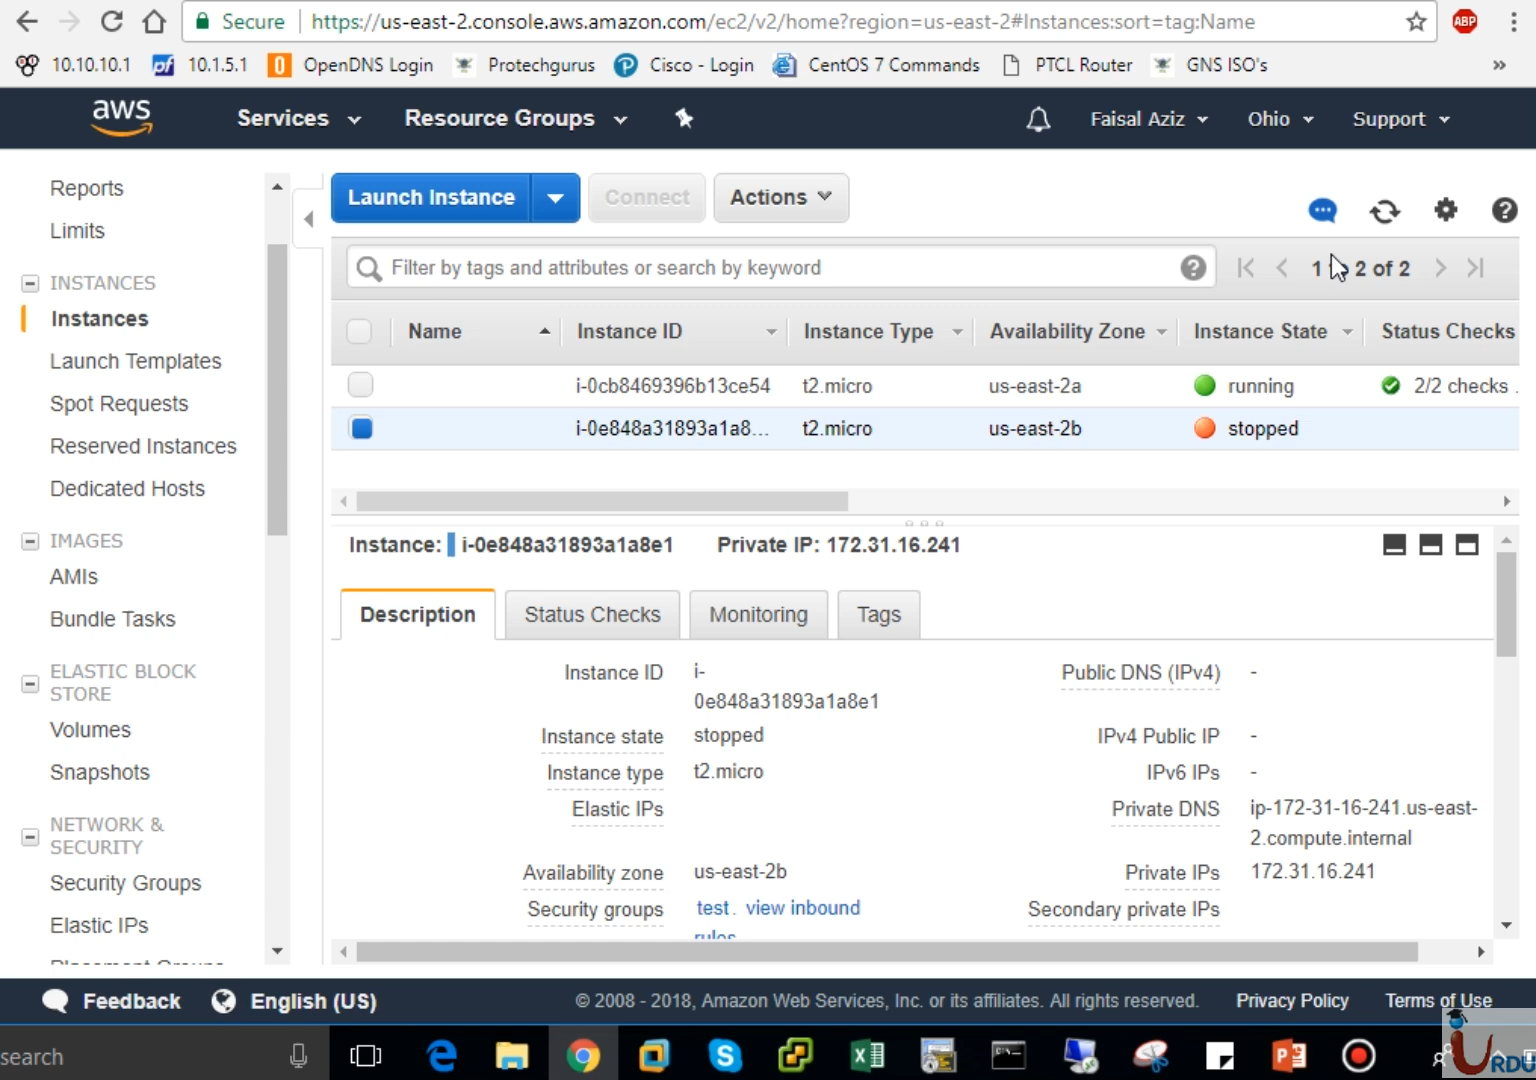 Secure https://us-east-2.console.aws.amazon.com/ec2/v2/home?region=us-east-2#Instances:sort=tag:Name ABP
10.10.10.1 pf 10.1.5.1 OpenDNS Login Protechgurus Cisco - Login CentOS 7 Commands PTCL Router GNS ISO's »
aws Services Resource Groups Faisal Aziz Ohio Support
Reports
Limits
INSTANCES
Instances
Launch Templates
Spot Requests
Reserved Instances
Dedicated Hosts
IMAGES
AMIs
Bundle Tasks
ELASTIC BLOCK
STORE
Volumes
Snapshots
NETWORK &
SECURITY
Security Groups
Elastic IPs
Placement Groups
Launch Instance Connect Actions
Filter by tags and attributes or search by keyword 1 2 of 2
Name Instance ID Instance Type Availability Zone Instance State Status Checks
i-0cb8469396b13ce54 t2.micro us-east-2a running 2/2 checks .
i-0e848a31893a1a8... t2.micro us-east-2b stopped
Instance: i-0e848a31893a1a8e1 Private IP: 172.31.16.241
Description Status Checks Monitoring Tags
Instance ID i-
0e848a31893a1a8e1
Instance state stopped
Instance type t2.micro
Elastic IPs
Availability zone us-east-2b
Security groups test . view inbound
rules
Public DNS (IPv4) -
IPv4 Public IP -
IPv6 IPs -
Private DNS ip-172-31-16-241.us-east-
2.compute.internal
Private IPs 172.31.16.241
Secondary private IPs
Feedback English (US) © 2008 - 2018, Amazon Web Services, Inc. or its affiliates. All rights reserved. Privacy Policy Terms of Use
search
URDU